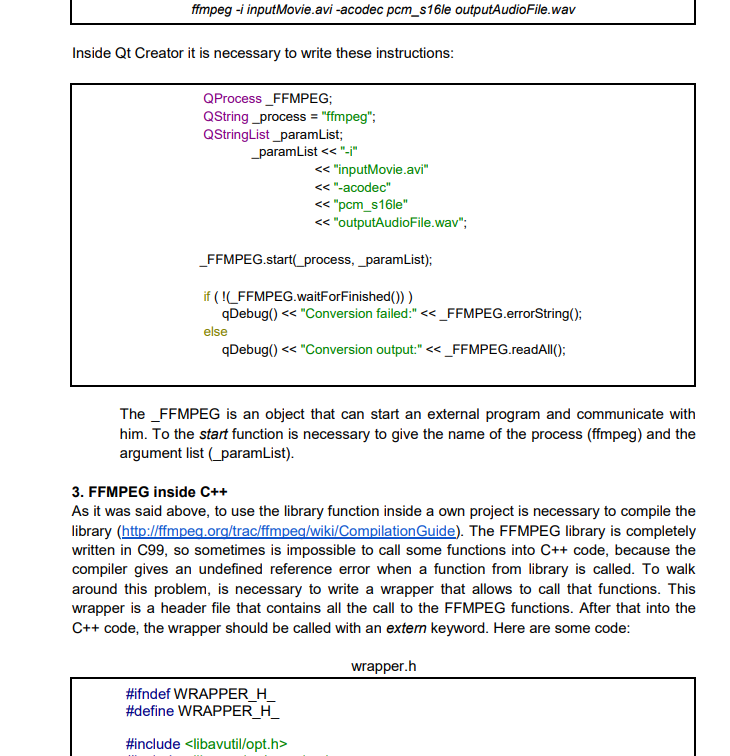 ffmpeg -i inputMovie.avi -acodec pcm_s16le outputAudioFile.wav
Inside Qt Creator it is necessary to write these instructions:
QProcess _FFMPEG;
QString _process = "ffmpeg";
QStringList _paramList;
_paramList << "-i"
<< "inputMovie.avi"
<< "-acodec"
<< "pcm_s16le"
<< "outputAudioFile.wav";
_FFMPEG.start(_process, _paramList);
if ( !(_FFMPEG.waitForFinished()) )
qDebug() << "Conversion failed:" << _FFMPEG.errorString();
else
qDebug() << "Conversion output:" << _FFMPEG.readAll();
The _FFMPEG is an object that can start an external program and communicate with
him. To the start function is necessary to give the name of the process (ffmpeg) and the
argument list (_paramList).
3. FFMPEG inside C++
As it was said above, to use the library function inside a own project is necessary to compile the
library (http://ffmpeg.org/trac/ffmpeg/wiki/CompilationGuide). The FFMPEG library is completely
written in C99, so sometimes is impossible to call some functions into C++ code, because the
compiler gives an undefined reference error when a function from library is called. To walk
around this problem, is necessary to write a wrapper that allows to call that functions. This
wrapper is a header file that contains all the call to the FFMPEG functions. After that into the
C++ code, the wrapper should be called with an extern keyword. Here are some code:
wrapper.h
#ifndef WRAPPER_H_
#define WRAPPER_H_
#include <libavutil/opt.h>